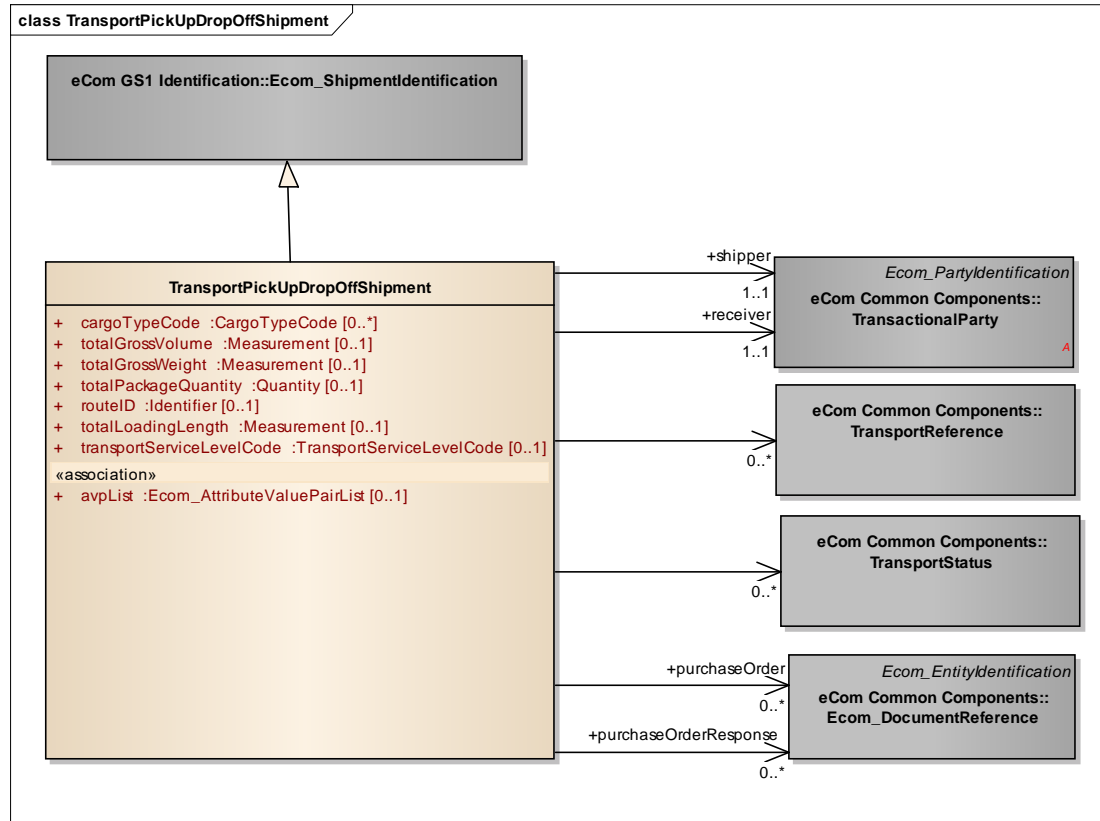 class TransportPickUpDropOffShipment
eCom GS1 Identification::Ecom_ShipmentIdentification
TransportPickUpDropOffShipment
+ cargoTypeCode :CargoTypeCode [0..*]
+ totalGrossVolume :Measurement [0..1]
+ totalGrossWeight :Measurement [0..1]
+ totalPackageQuantity :Quantity [0..1]
+ routeID :Identifier [0..1]
+ totalLoadingLength :Measurement [0..1]
+ transportServiceLevelCode :TransportServiceLevelCode [0..1]
«association»
+ avpList :Ecom_AttributeValuePairList [0..1]
+shipper
1..1
+receiver
1..1
Ecom_PartyIdentification
eCom Common Components::
TransactionalParty
A
0..*
eCom Common Components::
TransportReference
0..*
eCom Common Components::
TransportStatus
+purchaseOrder
0..*
+purchaseOrderResponse
0..*
Ecom_EntityIdentification
eCom Common Components::
Ecom_DocumentReference